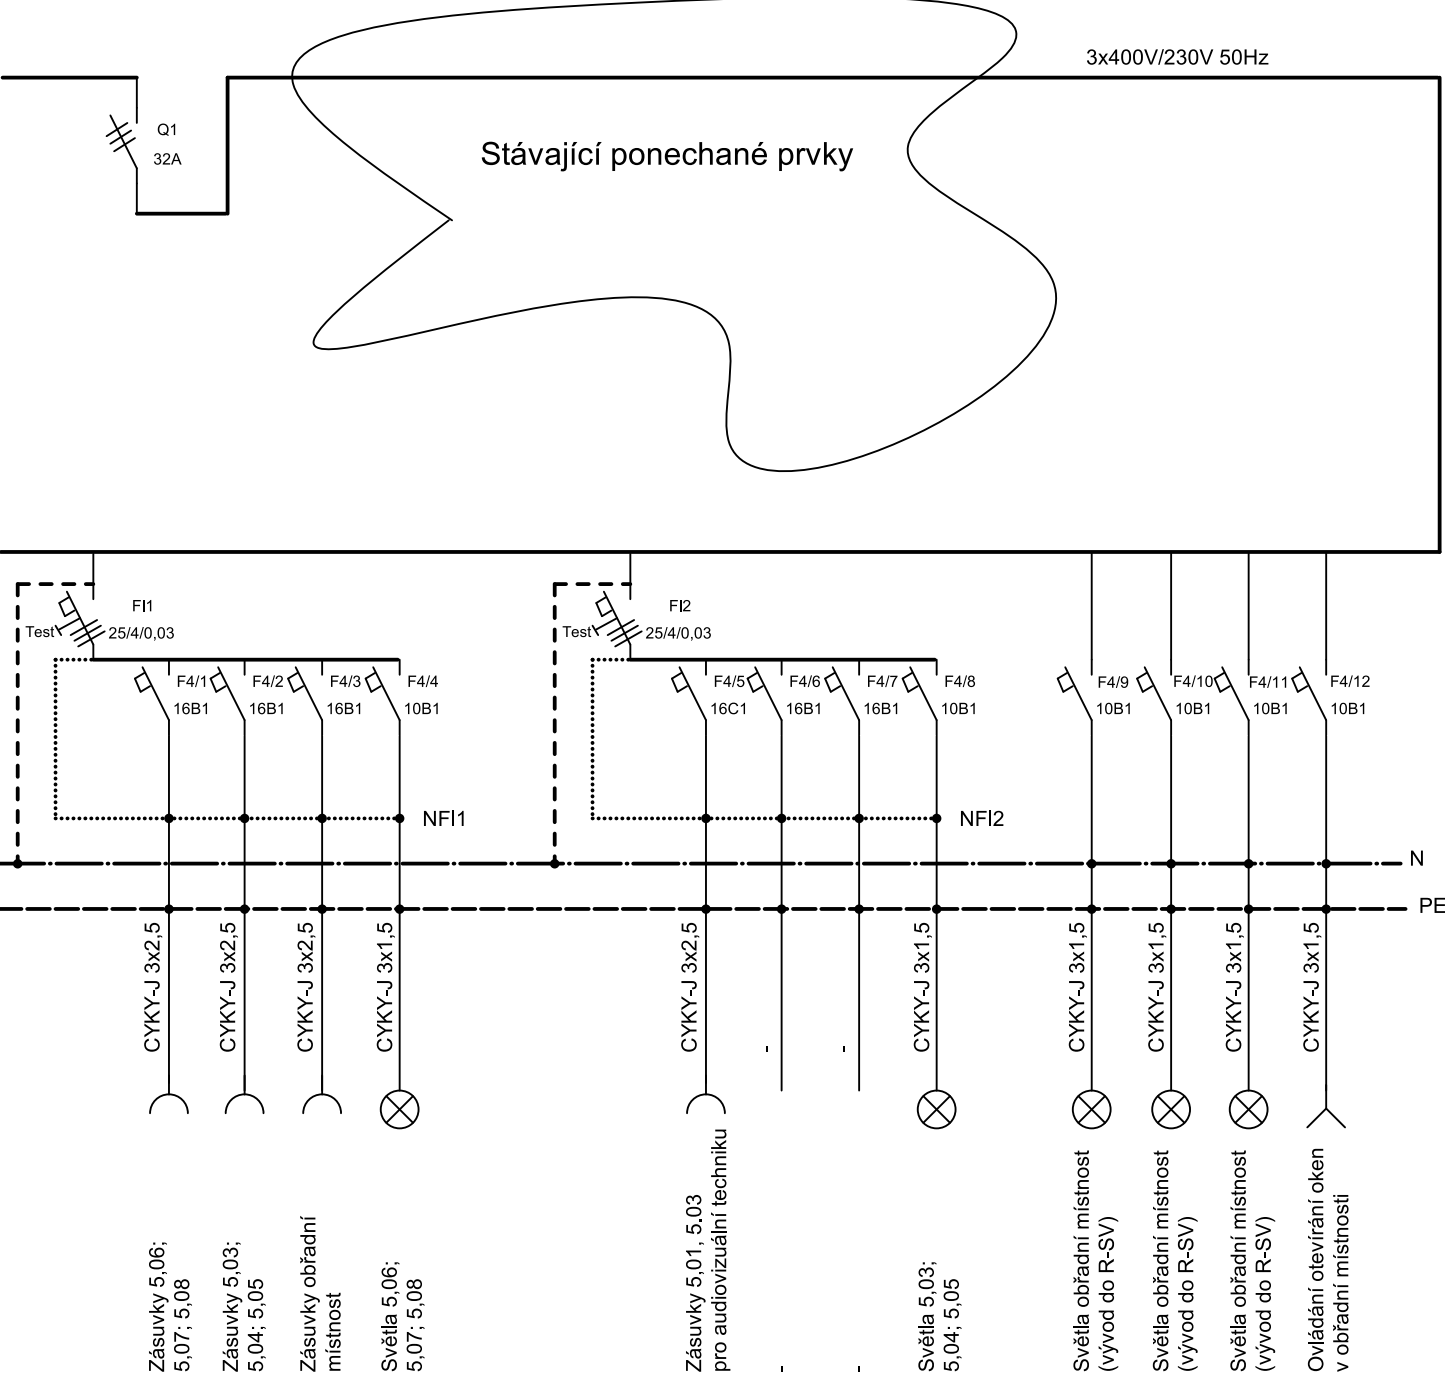 3x400V/230V 50Hz
Q1
32A
Stávající ponechané prvky
FI1
Test
25/4/0,03
FI2
Test
25/4/0,03
F4/1
16B1
F4/2
16B1
F4/3
16B1
F4/4
10B1
F4/5
16C1
F4/6
16B1
F4/7
16B1
F4/8
10B1
F4/9
10B1
F4/10
10B1
F4/11
10B1
F4/12
10B1
NFI1
NFI2
N
PE
CYKY-J 3x2,5
CYKY-J 3x2,5
CYKY-J 3x2,5
CYKY-J 3x1,5
CYKY-J 3x2,5
-
-
CYKY-J 3x1,5
CYKY-J 3x1,5
CYKY-J 3x1,5
CYKY-J 3x1,5
CYKY-J 3x1,5
Zásuvky 5,06;
5,07; 5,08
Zásuvky 5,03;
5,04; 5,05
Zásuvky obřadní
místnost
Světla 5,06;
5,07; 5,08
Zásuvky 5,01, 5.03
pro audiovizuální techniku
-
-
Světla 5,03;
5,04; 5,05
Světla obřadní místnost
(vývod do R-SV)
Světla obřadní místnost
(vývod do R-SV)
Světla obřadní místnost
(vývod do R-SV)
Ovládání otevírání oken
v obřadní místnosti